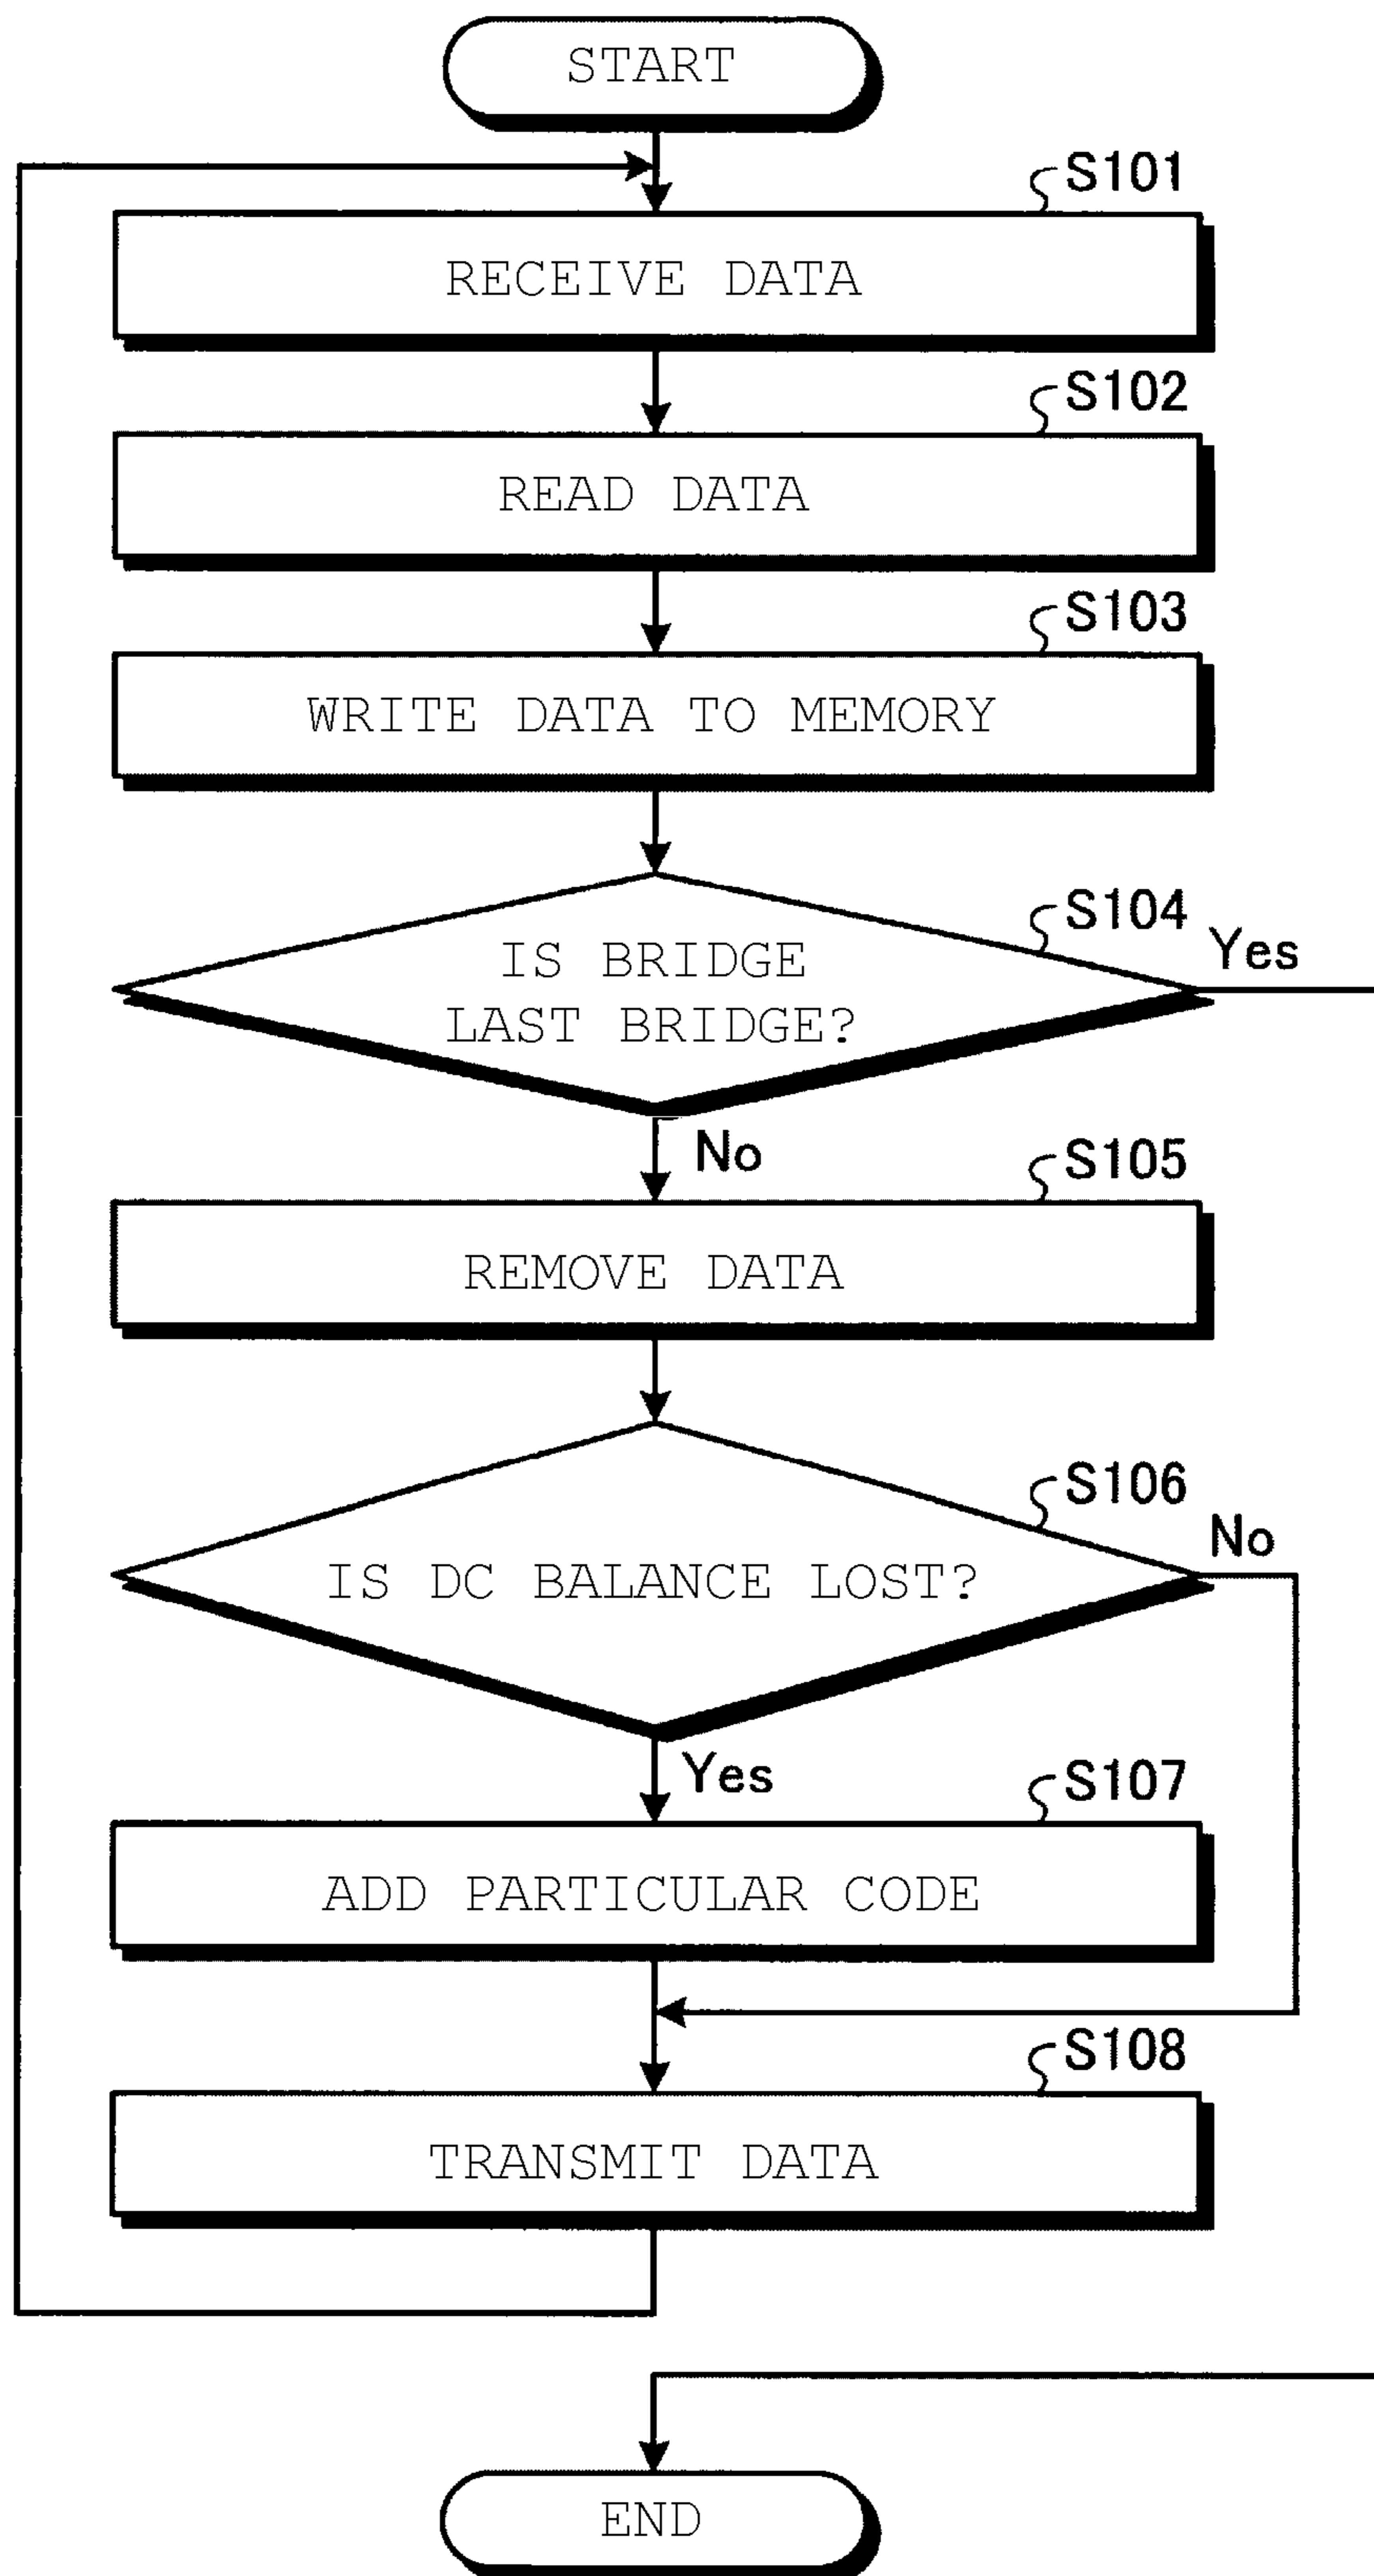 START
S101
RECEIVE DATA
S102
READ DATA
S103
WRITE DATA TO MEMORY
S104
Yes
IS BRIDGE
LAST BRIDGE?
No
S105
REMOVE DATA
S106
No
IS DC BALANCE LOST?
Yes
S107
ADD PARTICULAR CODE
S108
TRANSMIT DATA
END